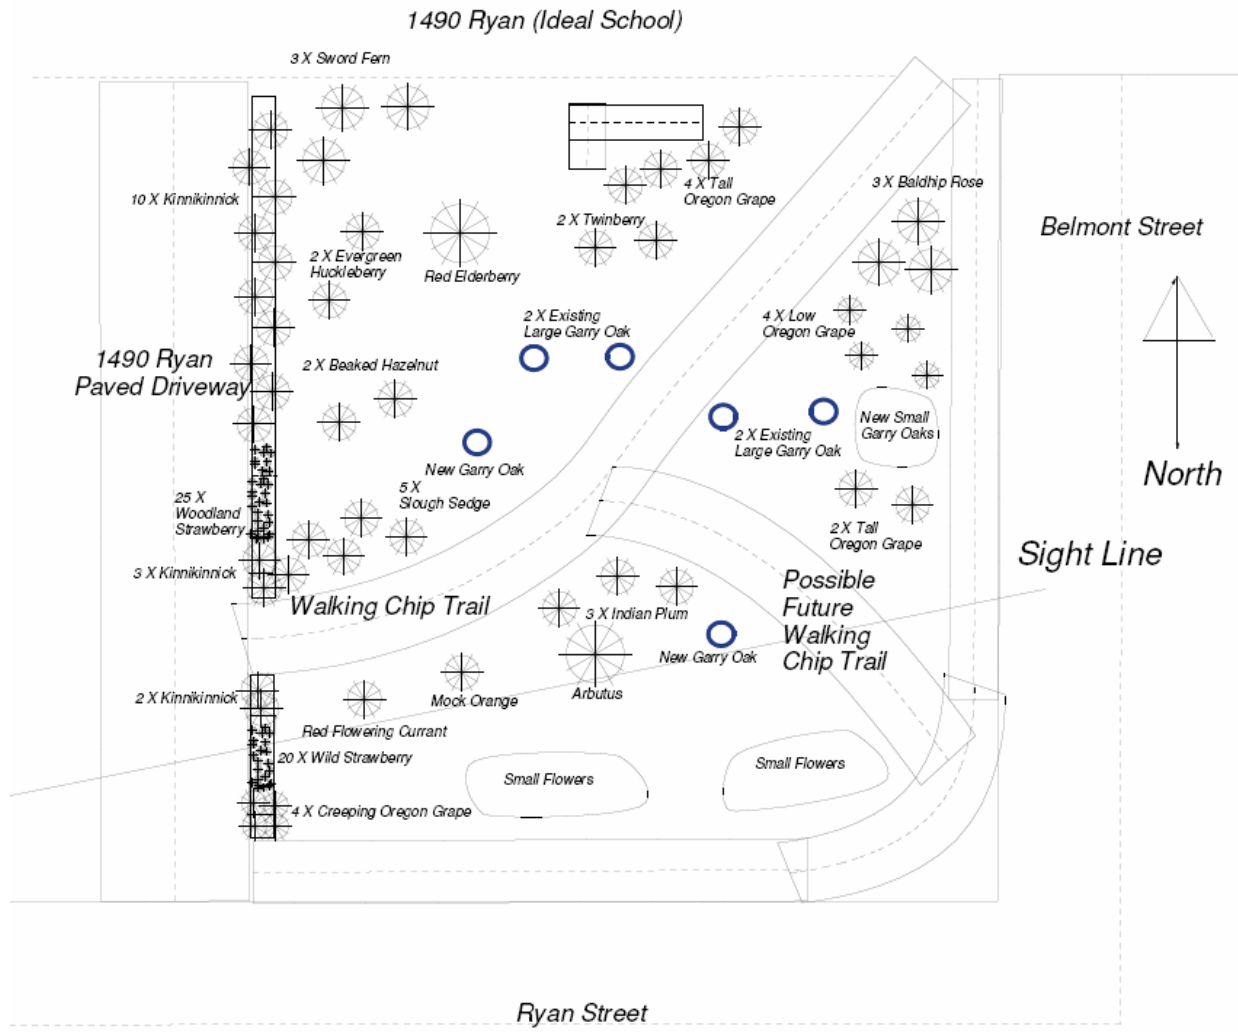 1490 Ryan (Ideal School)
3 X Sword Fern
3 X Baldhip Rose
4 X Tall
Oregon Grape
10 X Kinnikinnick
2 X Twinberry
Belmont Street
2 X Evergreen
Huckleberry
Red Elderberry
2 X Existing
Large Garry Oak
4 X Low
Oregon Grape
1490 Ryan
Paved Driveway
2 X Beaked Hazelnut
New Small
Garry Oaks
2 X Existing
Large Garry Oak
New Garry Oak
North
5 X
Slough Sedge
25 X
Woodland
Strawberry
2 X Tall
Oregon Grape
Sight Line
3 X Kinnikinnick
Possible
Future
Walking
Chip Trail
Walking Chip Trail
3 X Indian Plum
New Garry Oak
2 X Kinnikinnick
Mock Orange
Arbutus
Red Flowering Currant
20 X Wild Strawberry
Small Flowers
Small Flowers
4 X Creeping Oregon Grape
Ryan Street